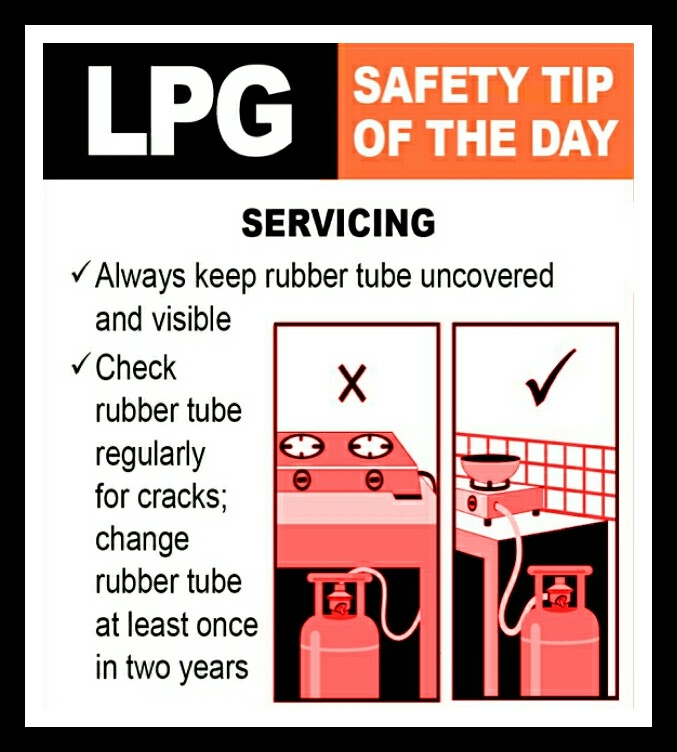 LPG
SAFETY TIP
OF THE DAY
SERVICING
✓ Always keep rubber tube uncovered
and visible
✓ Check
rubber tube
regularly
for cracks;
change
rubber tube
at least once
in two years
X
✓